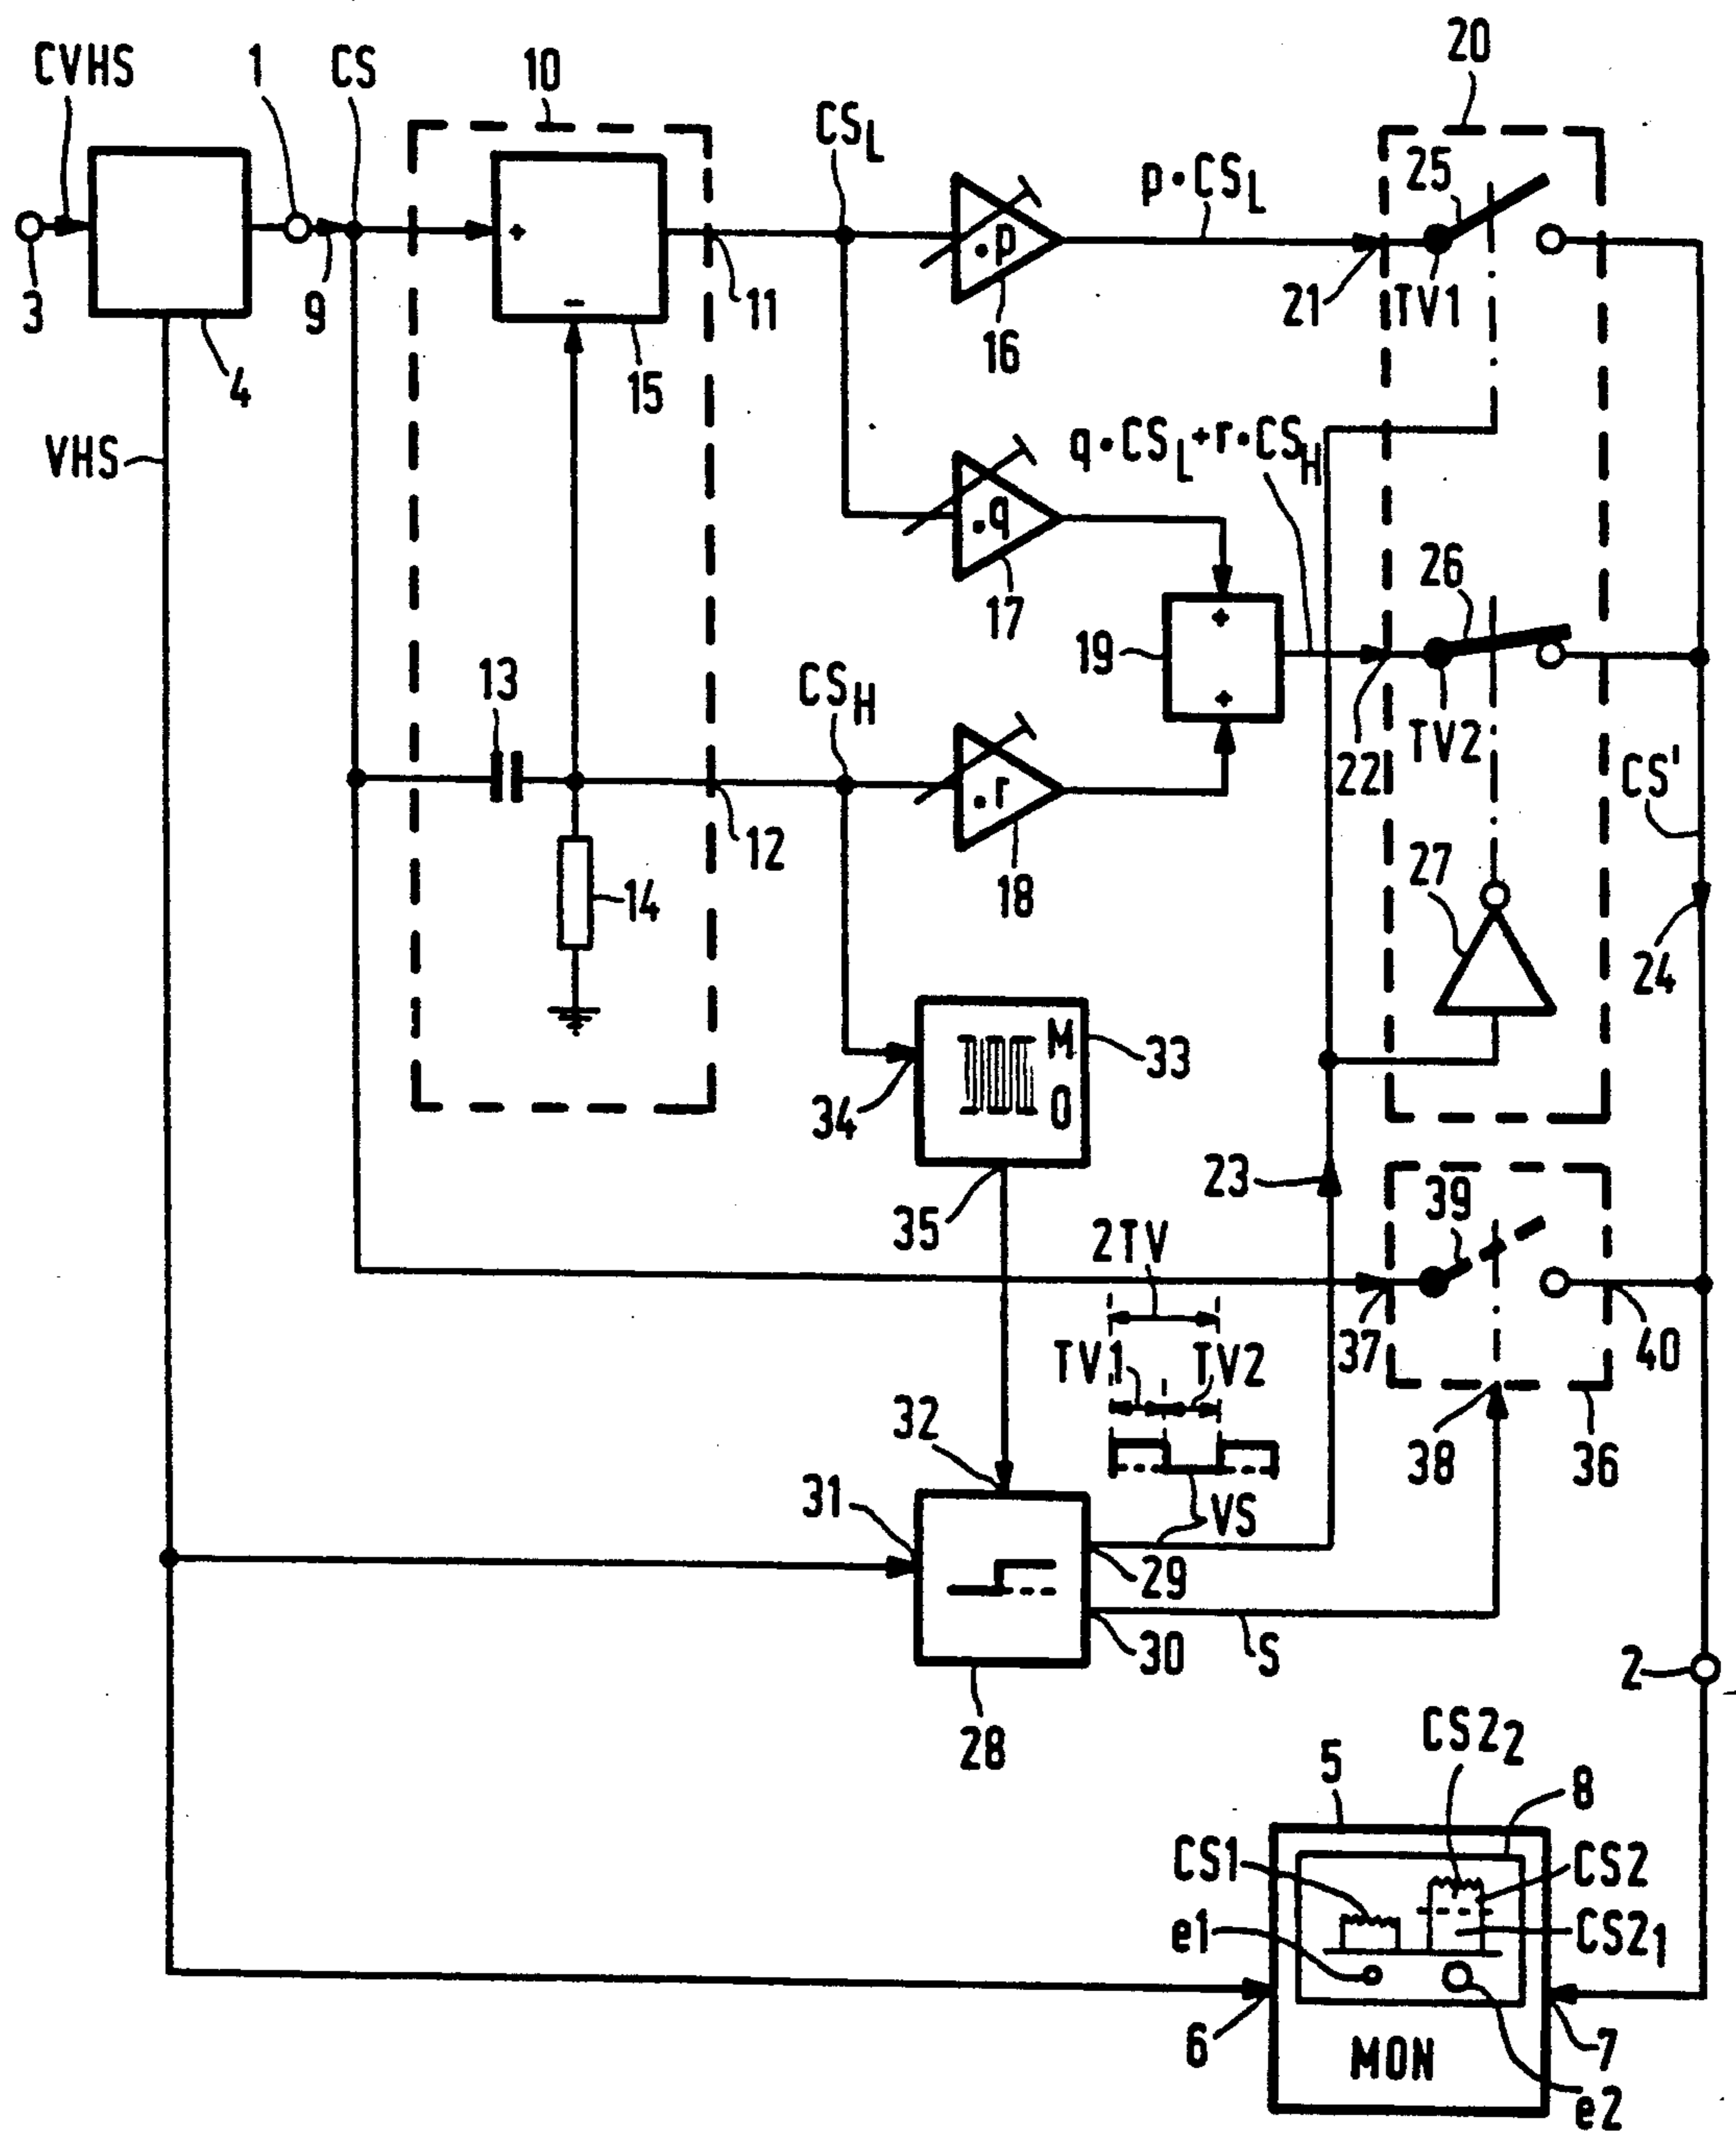 CVHS 1 CS 10 20
CSL p·CSL 25
+ .p
3 9 11 21 TV1
- 16
4 15
VHS q·CSL+r·CSH
.q 26
17 +
19
13 CSH + TV2
22 CS'
.r 27
12
14 18 24
M 33
O
34
23 39
35 2TV
37 40
TV1 TV2
32
38 36
31
VS
29
30 S
2
28 CS22
5 8
CS1 CS2
e1 CS21
6 MON 7
e2